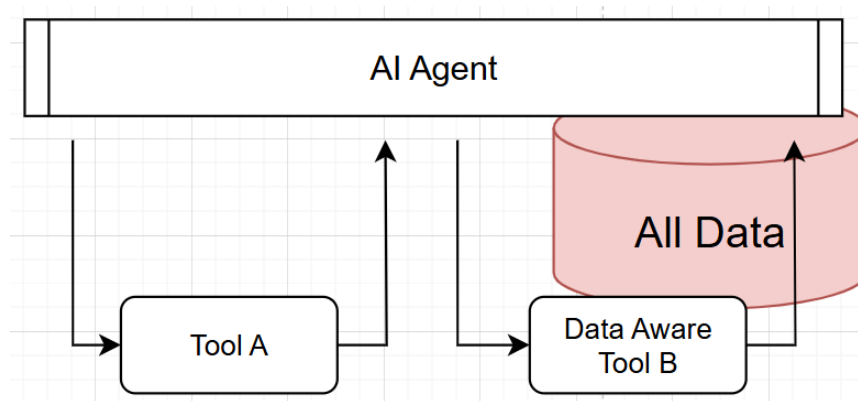 AI Agent
All Data
Tool A
Data Aware
Tool B